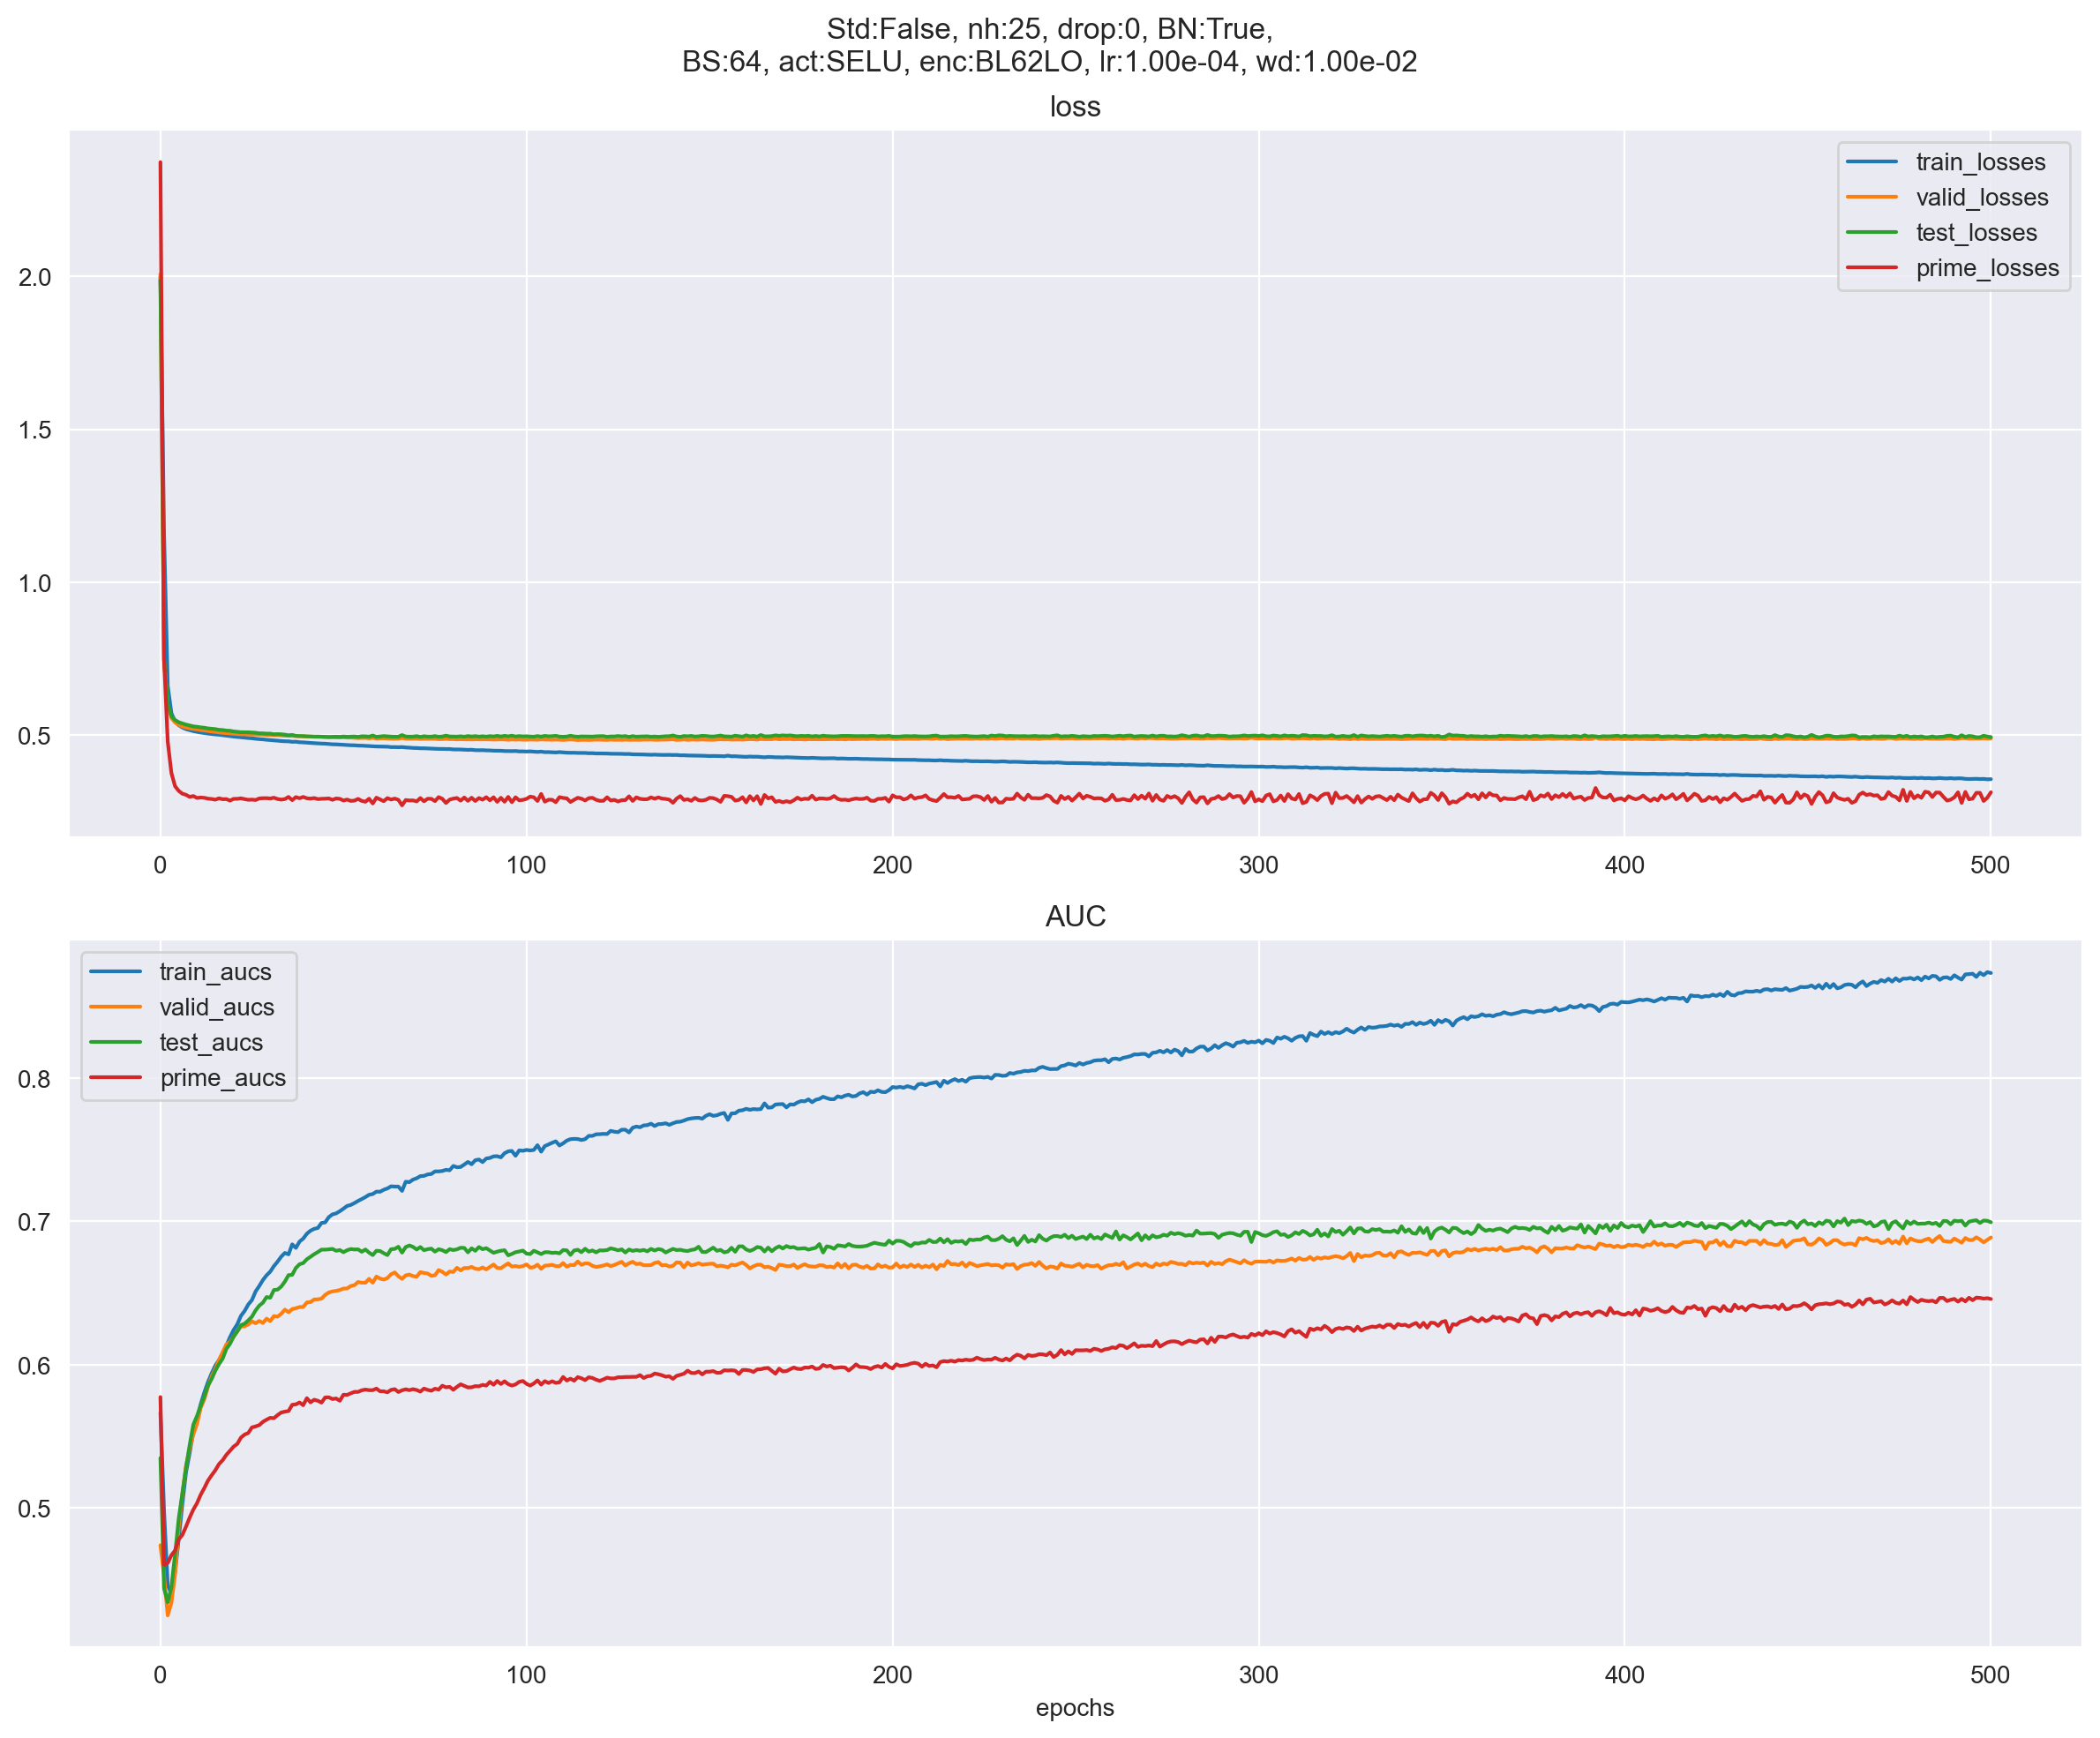 Std:False, nh:25, drop:0, BN:True,
BS:64, act:SELU, enc:BL62LO, lr:1.00e-04, wd:1.00e-02
loss
train_losses
valid_losses
test_losses
prime_losses
2.0
1.5
1.0
0.5
0 100 200 300 400 500
AUC
train_aucs
valid_aucs
test_aucs
prime_aucs
0.8
0.7
0.6
0.5
0 100 200 300 400 500
epochs